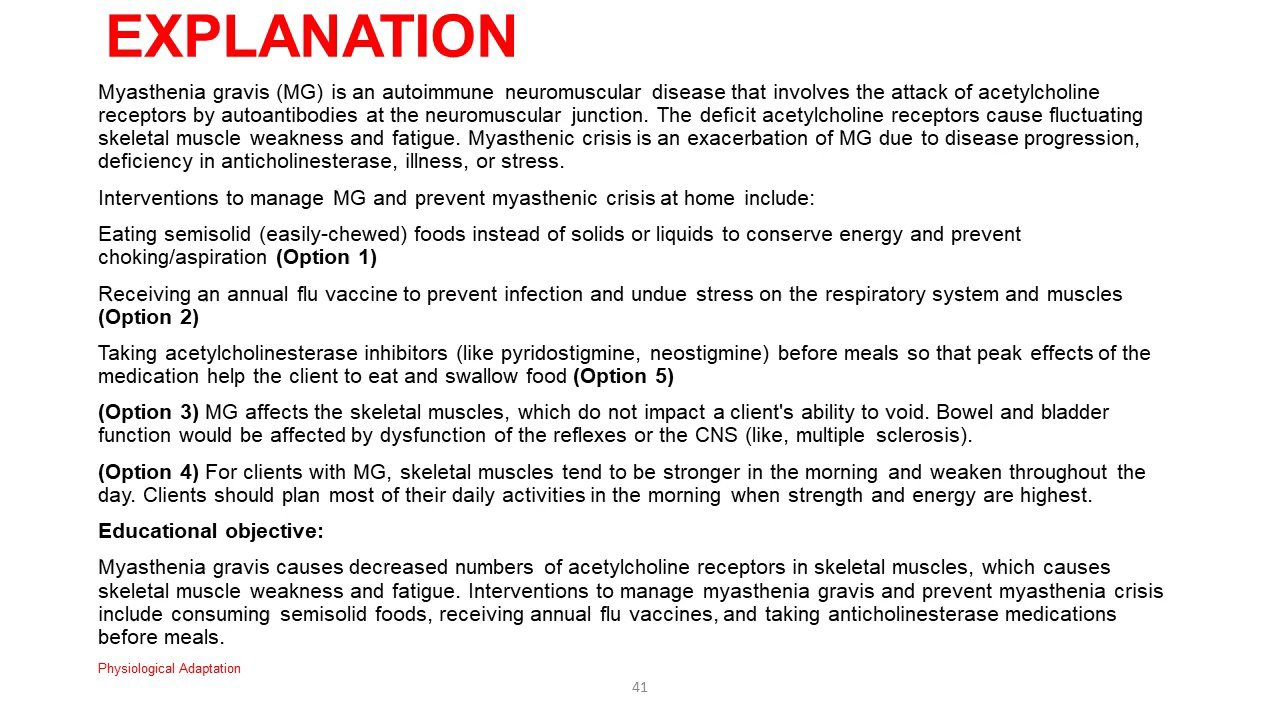 EXPLANATION
Myasthenia gravis (MG) is an autoimmune neuromuscular disease that involves the attack of acetylcholine
receptors by autoantibodies at the neuromuscular junction. The deficit acetylcholine receptors cause fluctuating
skeletal muscle weakness and fatigue. Myasthenic crisis is an exacerbation of MG due to disease progression,
deficiency in anticholinesterase, illness, or stress.
Interventions to manage MG and prevent myasthenic crisis at home include:
Eating semisolid (easily-chewed) foods instead of solids or liquids to conserve energy and prevent
choking/aspiration (Option 1)
Receiving an annual flu vaccine to prevent infection and undue stress on the respiratory system and muscles
(Option 2)
Taking acetylcholinesterase inhibitors (like pyridostigmine, neostigmine) before meals so that peak effects of the
medication help the client to eat and swallow food (Option 5)
(Option 3) MG affects the skeletal muscles, which do not impact a client's ability to void. Bowel and bladder
function would be affected by dysfunction of the reflexes or the CNS (like, multiple sclerosis).
(Option 4) For clients with MG, skeletal muscles tend to be stronger in the morning and weaken throughout the
day. Clients should plan most of their daily activities in the morning when strength and energy are highest.
Educational objective:
Myasthenia gravis causes decreased numbers of acetylcholine receptors in skeletal muscles, which causes
skeletal muscle weakness and fatigue. Interventions to manage myasthenia gravis and prevent myasthenia crisis
include consuming semisolid foods, receiving annual flu vaccines, and taking anticholinesterase medications
before meals.
Physiological Adaptation
41